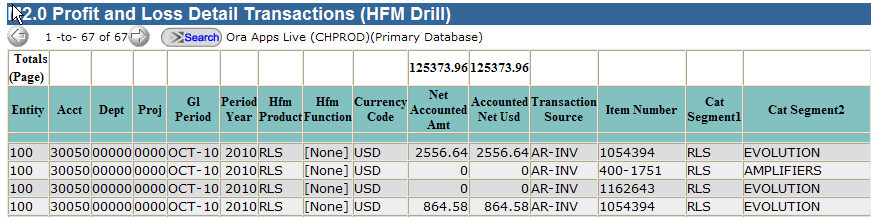 2.0 Profit and Loss Detail Transactions (HFM Drill)
1 -to- 67 of 67 Search Ora Apps Live (CHPROD)(Primary Database)
Totals (Page) 125373.96 125373.96
Entity Acct Dept Proj Gl Period Period Year Hfm Product Hfm Function Currency Code Net Accounted Amt Accounted Net Usd Transaction Source Item Number Cat Segment1 Cat Segment2
100 30050 00000 0000 OCT-10 2010 RLS [None] USD 2556.64 2556.64 AR-INV 1054394 RLS EVOLUTION
100 30050 00000 0000 OCT-10 2010 RLS [None] USD 0 0 AR-INV 400-1751 RLS AMPLIFIERS
100 30050 00000 0000 OCT-10 2010 RLS [None] USD 0 0 AR-INV 1162643 RLS EVOLUTION
100 30050 00000 0000 OCT-10 2010 RLS [None] USD 864.58 864.58 AR-INV 1054394 RLS EVOLUTION